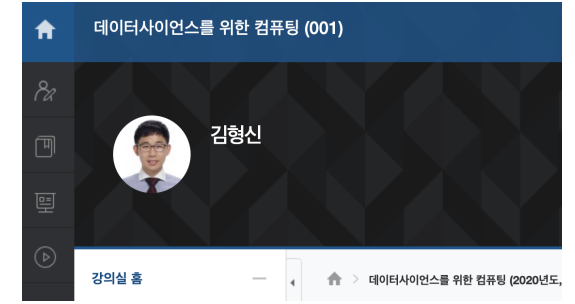 데이터사이언스를 위한 컴퓨팅 (001)
김형신
강의실 홈
데이터사이언스를 위한 컴퓨팅 (2020년도,